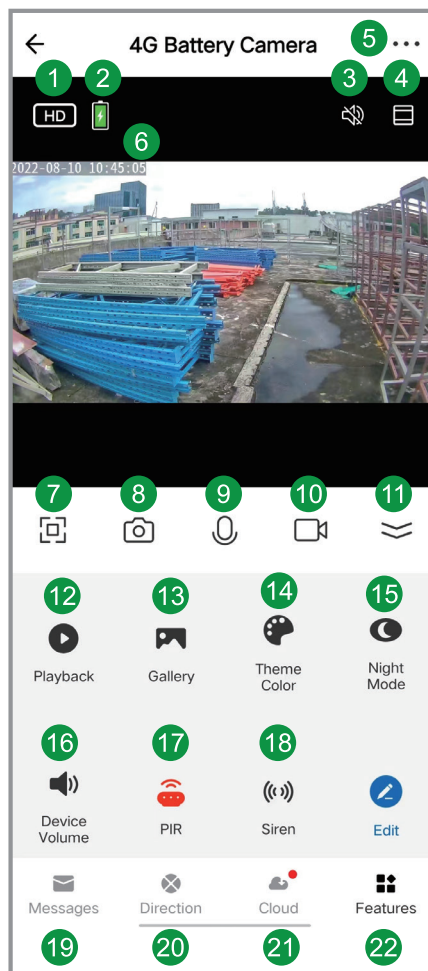 4G Battery Camera
5
1
2
3
4
HD
6
2022-08-10 10:45:05
7
8
9
10
11
12
13
14
15
Playback
Gallery
Theme
Color
Night
Mode
16
17
18
Device
Volume
PIR
Siren
Edit
Messages
Direction
Cloud
Features
19
20
21
22